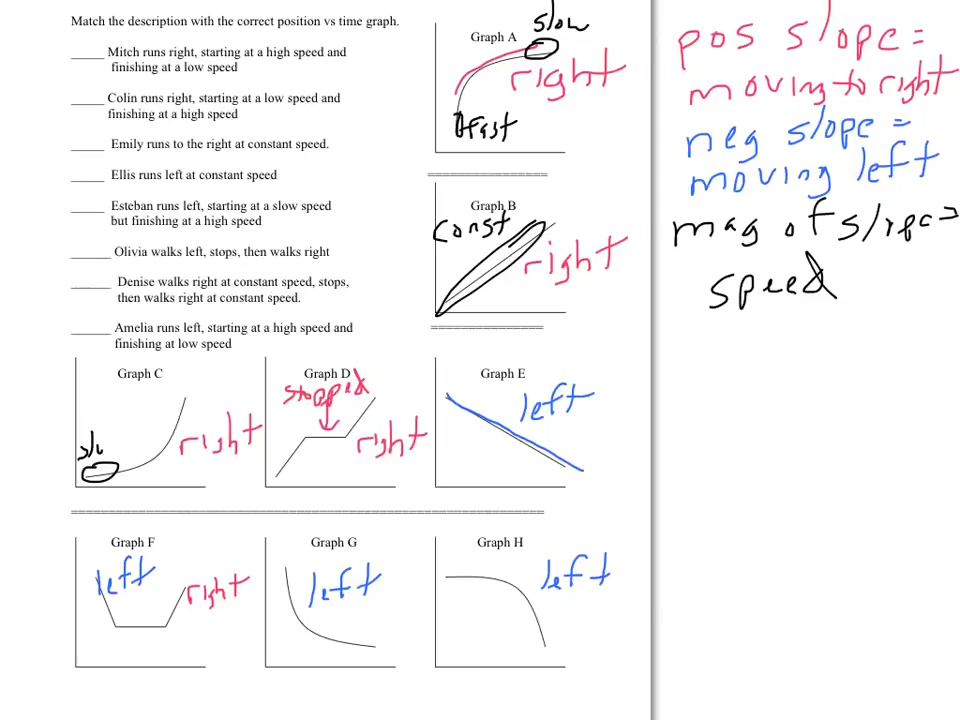 Match the description with the correct position vs time graph.
_____ Mitch runs right, starting at a high speed and
finishing at a low speed
_____ Colin runs right, starting at a low speed and
finishing at a high speed
_____ Emily runs to the right at constant speed.
_____ Ellis runs left at constant speed
_____ Esteban runs left, starting at a slow speed
but finishing at a high speed
______ Olivia walks left, stops, then walks right
______ Denise walks right at constant speed, stops,
then walks right at constant speed.
______ Amelia runs left, starting at a high speed and
finishing at low speed
slow
Graph A
right
fast
================
Graph B
const
right
===============
Graph C
slo
right
Graph D
stopped
right
Graph E
left
==================================================================
Graph F
left
right
Graph G
left
Graph H
left
pos slope =
moving to right
neg slope =
moving left
mag of slope =
speed